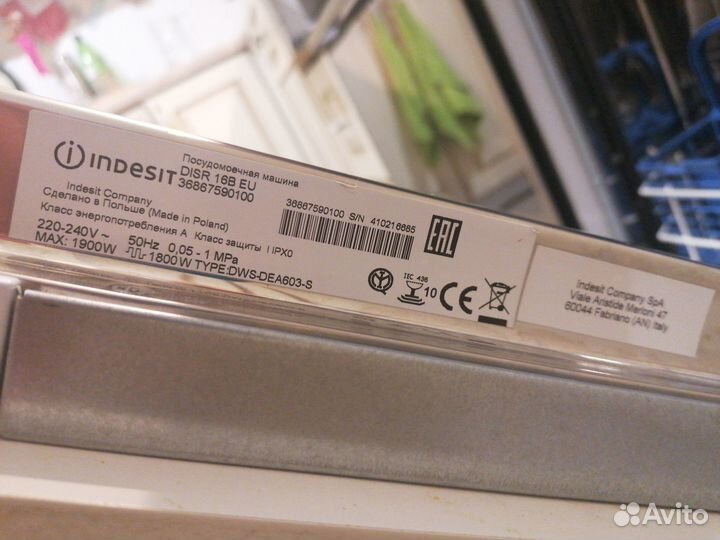 indesit
Посудомоечная машина
DISR 16B EU
36867590100
Indesit Company
Сделано в Польше (Made in Poland)
Класс энергопотребления A Класс защиты I IPX0
220-240V ~ 50Hz 0,05 - 1 MPa
MAX: 1900W 1800W TYPE:DWS-DEA603-S
36867590100 S/N 410216685
EAC
IEC 436
10
CE
Indesit Company SpA
Viale Aristide Merloni 47
60044 Fabriano (AN) Italy
Avito